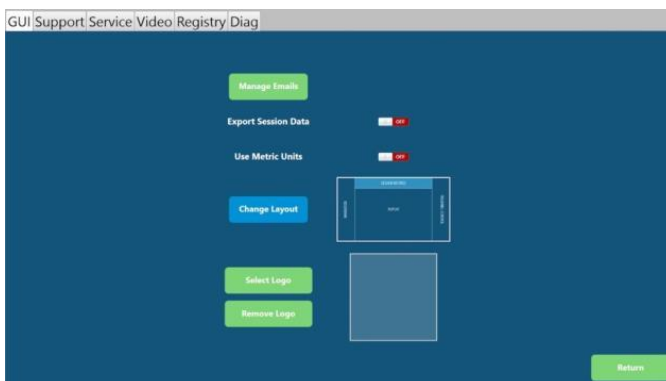 GUI Support Service Video Registry Diag
Manage Emails
Export Session Data
OFF
Use Metric Units
OFF
Change Layout
Select Logo
Remove Logo
Return